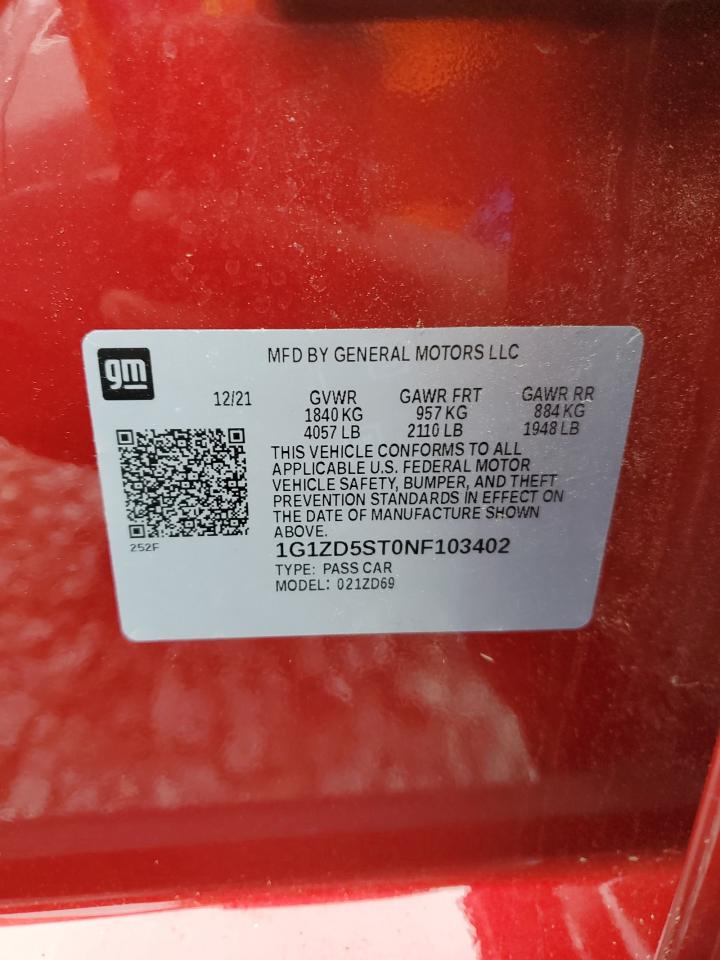 gm
MFD BY GENERAL MOTORS LLC
12/21 GVWR GAWR FRT GAWR RR
1840 KG 957 KG 884 KG
4057 LB 2110 LB 1948 LB
THIS VEHICLE CONFORMS TO ALL
APPLICABLE U.S. FEDERAL MOTOR
VEHICLE SAFETY, BUMPER, AND THEFT
PREVENTION STANDARDS IN EFFECT ON
THE DATE OF MANUFACTURE SHOWN
ABOVE.
252F
1G1ZD5ST0NF103402
TYPE: PASS CAR
MODEL: 021ZD69